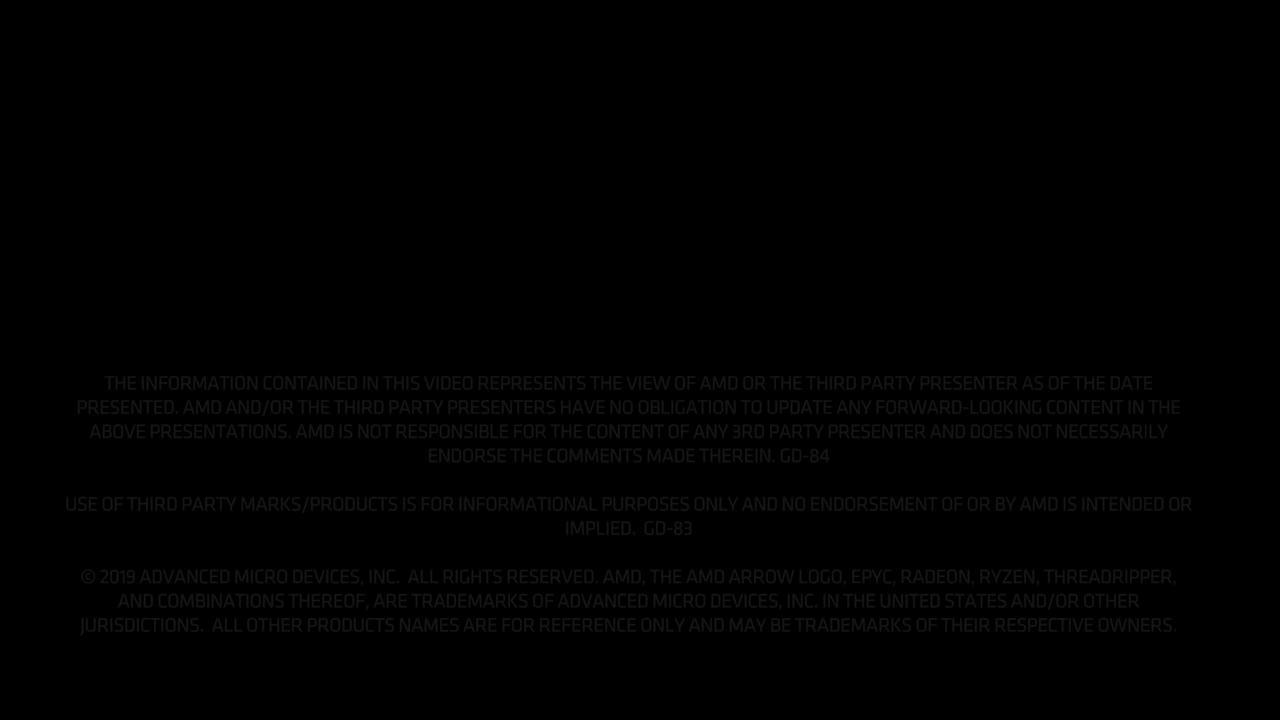 THE INFORMATION CONTAINED IN THIS VIDEO REPRESENTS THE VIEW OF AMD OR THE THIRD PARTY PRESENTER AS OF THE DATE
PRESENTED. AMD AND/OR THE THIRD PARTY PRESENTERS HAVE NO OBLIGATION TO UPDATE ANY FORWARD-LOOKING CONTENT IN THE
ABOVE PRESENTATIONS. AMD IS NOT RESPONSIBLE FOR THE CONTENT OF ANY 3RD PARTY PRESENTER AND DOES NOT NECESSARILY
ENDORSE THE COMMENTS MADE THEREIN. GD-84
USE OF THIRD PARTY MARKS/PRODUCTS IS FOR INFORMATIONAL PURPOSES ONLY AND NO ENDORSEMENT OF OR BY AMD IS INTENDED OR
IMPLIED. GD-83
© 2019 ADVANCED MICRO DEVICES, INC. ALL RIGHTS RESERVED. AMD, THE AMD ARROW LOGO, EPYC, RADEON, RYZEN, THREADRIPPER,
AND COMBINATIONS THEREOF, ARE TRADEMARKS OF ADVANCED MICRO DEVICES, INC. IN THE UNITED STATES AND/OR OTHER
JURISDICTIONS. ALL OTHER PRODUCTS NAMES ARE FOR REFERENCE ONLY AND MAY BE TRADEMARKS OF THEIR RESPECTIVE OWNERS.